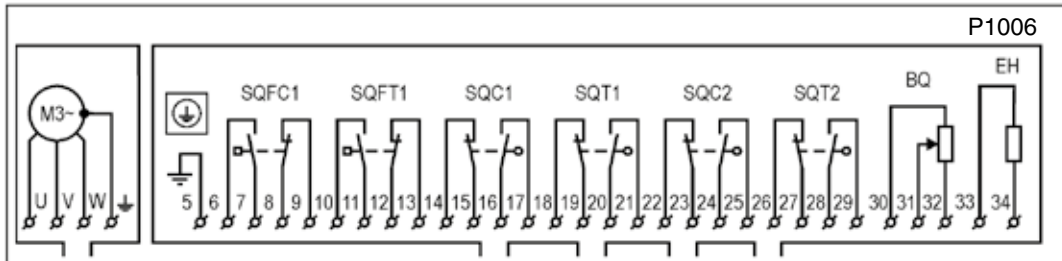 P1006
EH
BQ
SQFC1 SQFT1 SQC1 SQT1 SQC2 SQT2
M3~
U V W 5 6 7 8 9 10 11 12 13 14 15 16 17 18 19 20 21 22 23 24 25 26 27 28 29 30 31 32 33 34